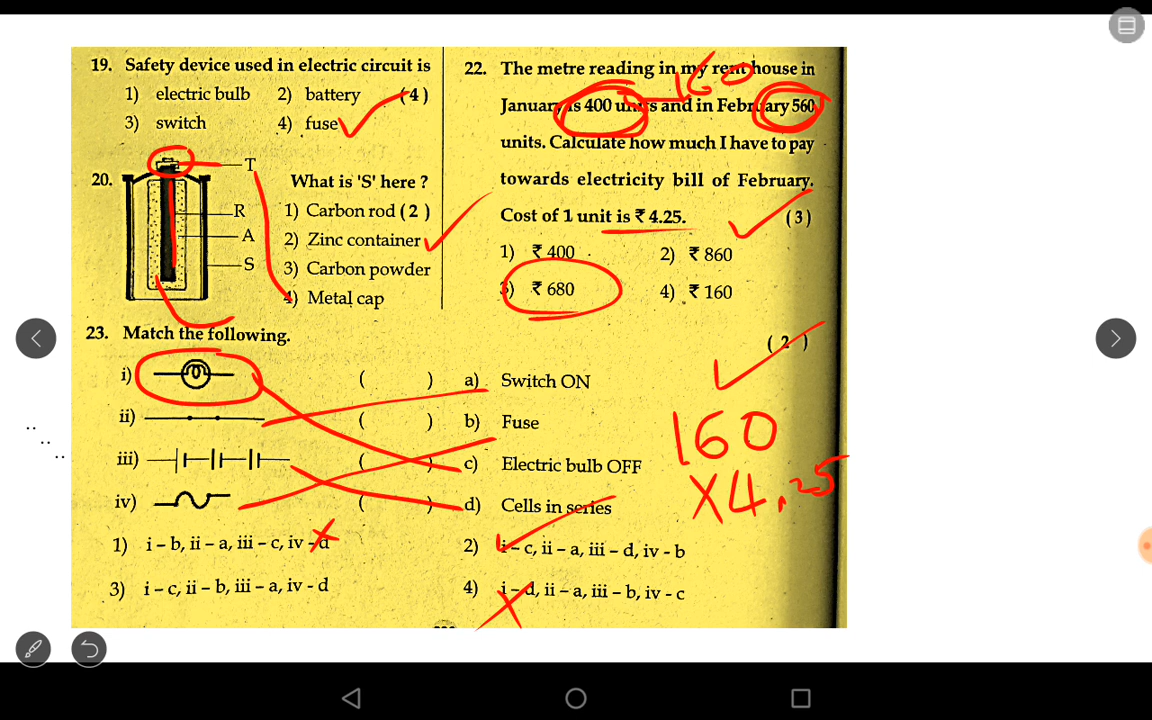 19. Safety device used in electric circuit is
1) electric bulb 2) battery (4)
3) switch 4) fuse
20. What is 'S' here ?
T
R
A
S
1) Carbon rod (2)
2) Zinc container
3) Carbon powder
4) Metal cap
22. The metre reading in my rent house in
January is 400 units and in February 560
units. Calculate how much I have to pay
towards electricity bill of February.
Cost of 1 unit is ₹ 4.25. (3)
1) ₹ 400 2) ₹ 860
3) ₹ 680 4) ₹ 160
160
23. Match the following. (2)
i) ( ) a) Switch ON
ii) ( ) b) Fuse
iii) ( ) c) Electric bulb OFF
iv) ( ) d) Cells in series
1) i – b, ii – a, iii – c, iv – d 2) i – c, ii – a, iii – d, iv - b
3) i – c, ii – b, iii – a, iv - d 4) i – d, ii – a, iii – b, iv - c
160
X4.25